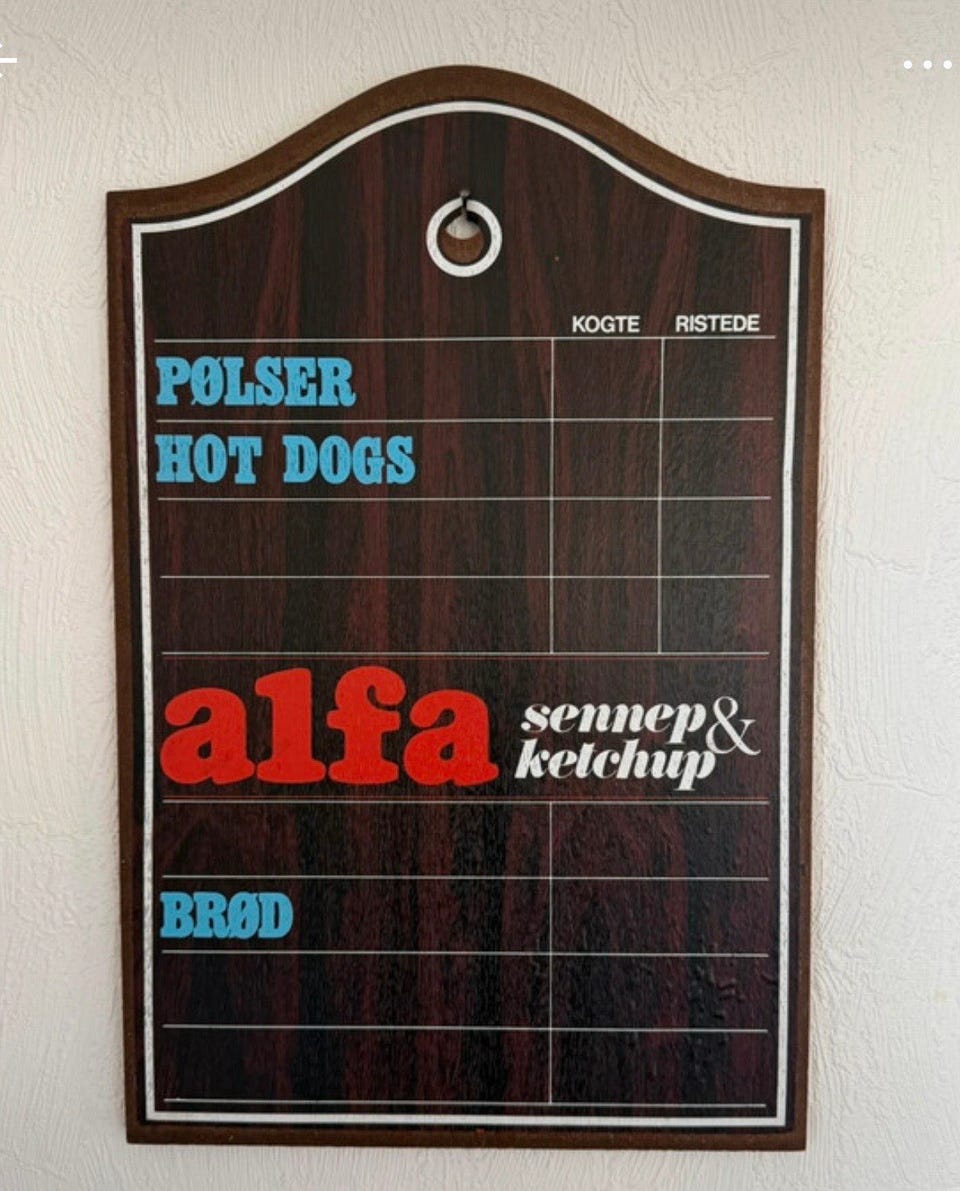 KOGTE RISTEDE
PØLSER
HOT DOGS
alfa sennep &
ketchup
BRØD